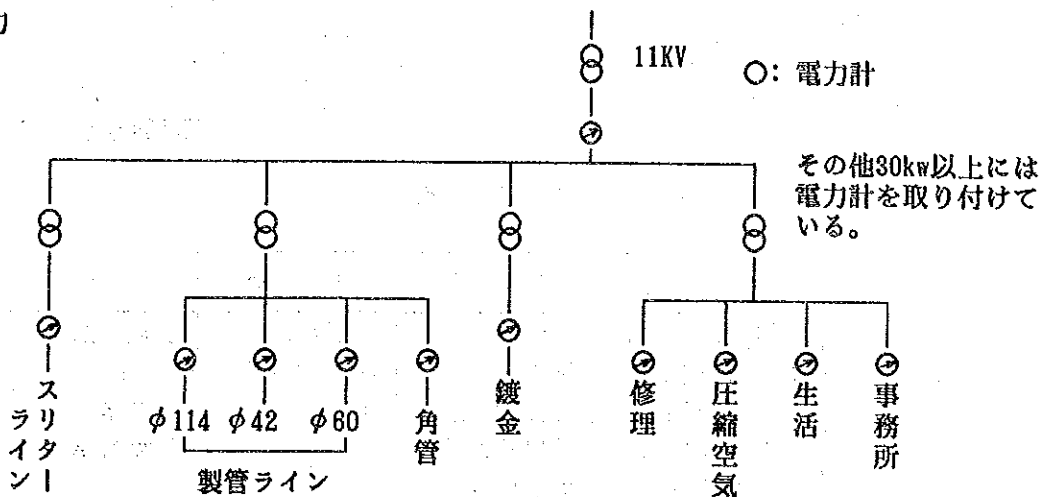 力
11KV
○: 電力計
その他30kw以上には
電力計を取り付けて
いる。
スリター
ライン
φ114 φ42 φ60
製管ライン
角管
鍍金
修理
圧縮空気
生活
事務所